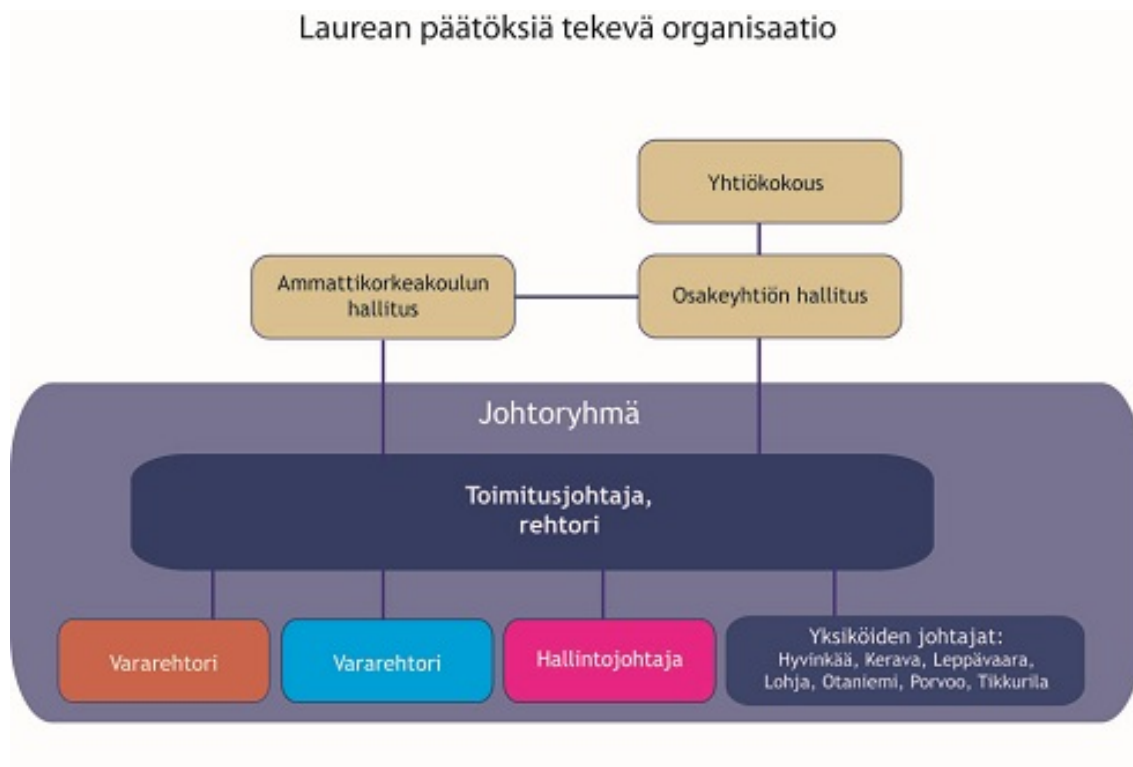 Laurean päätöksiä tekevä organisaatio
Yhtiökokous
Ammattikorkeakoulun
hallitus
Osakeyhtiön hallitus
Johtoryhmä
Toimitusjohtaja,
rehtori
Vararehtori
Vararehtori
Hallintojohtaja
Yksiköiden johtajat:
Hyvinkää, Kerava, Leppävaara,
Lohja, Otaniemi, Porvoo, Tikkurila